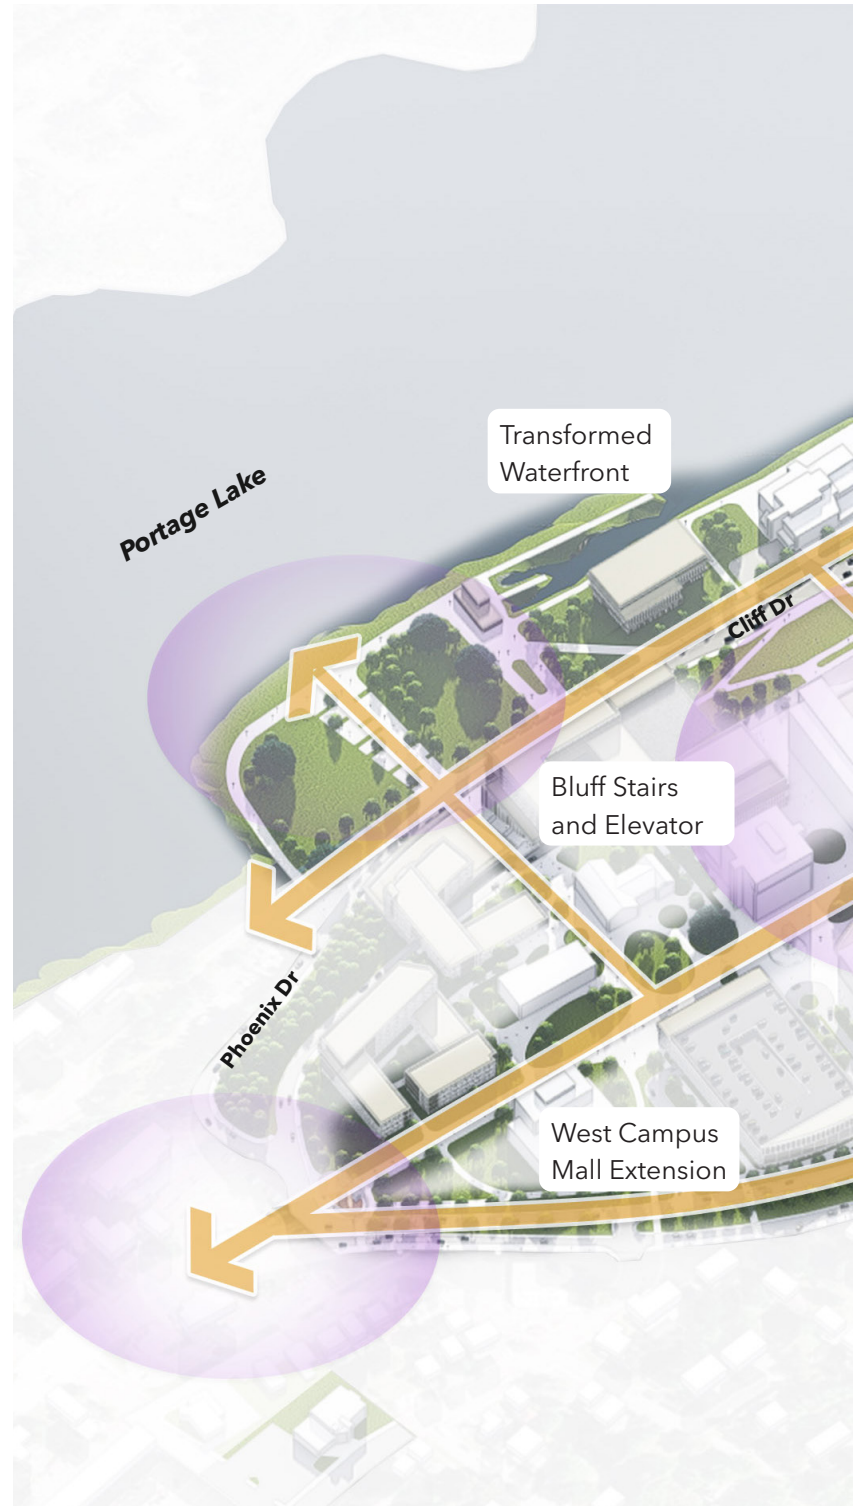 Transformed
Waterfront
Portage Lake
Cliff Dr
Bluff Stairs
and Elevator
Phoenix Dr
West Campus
Mall Extension